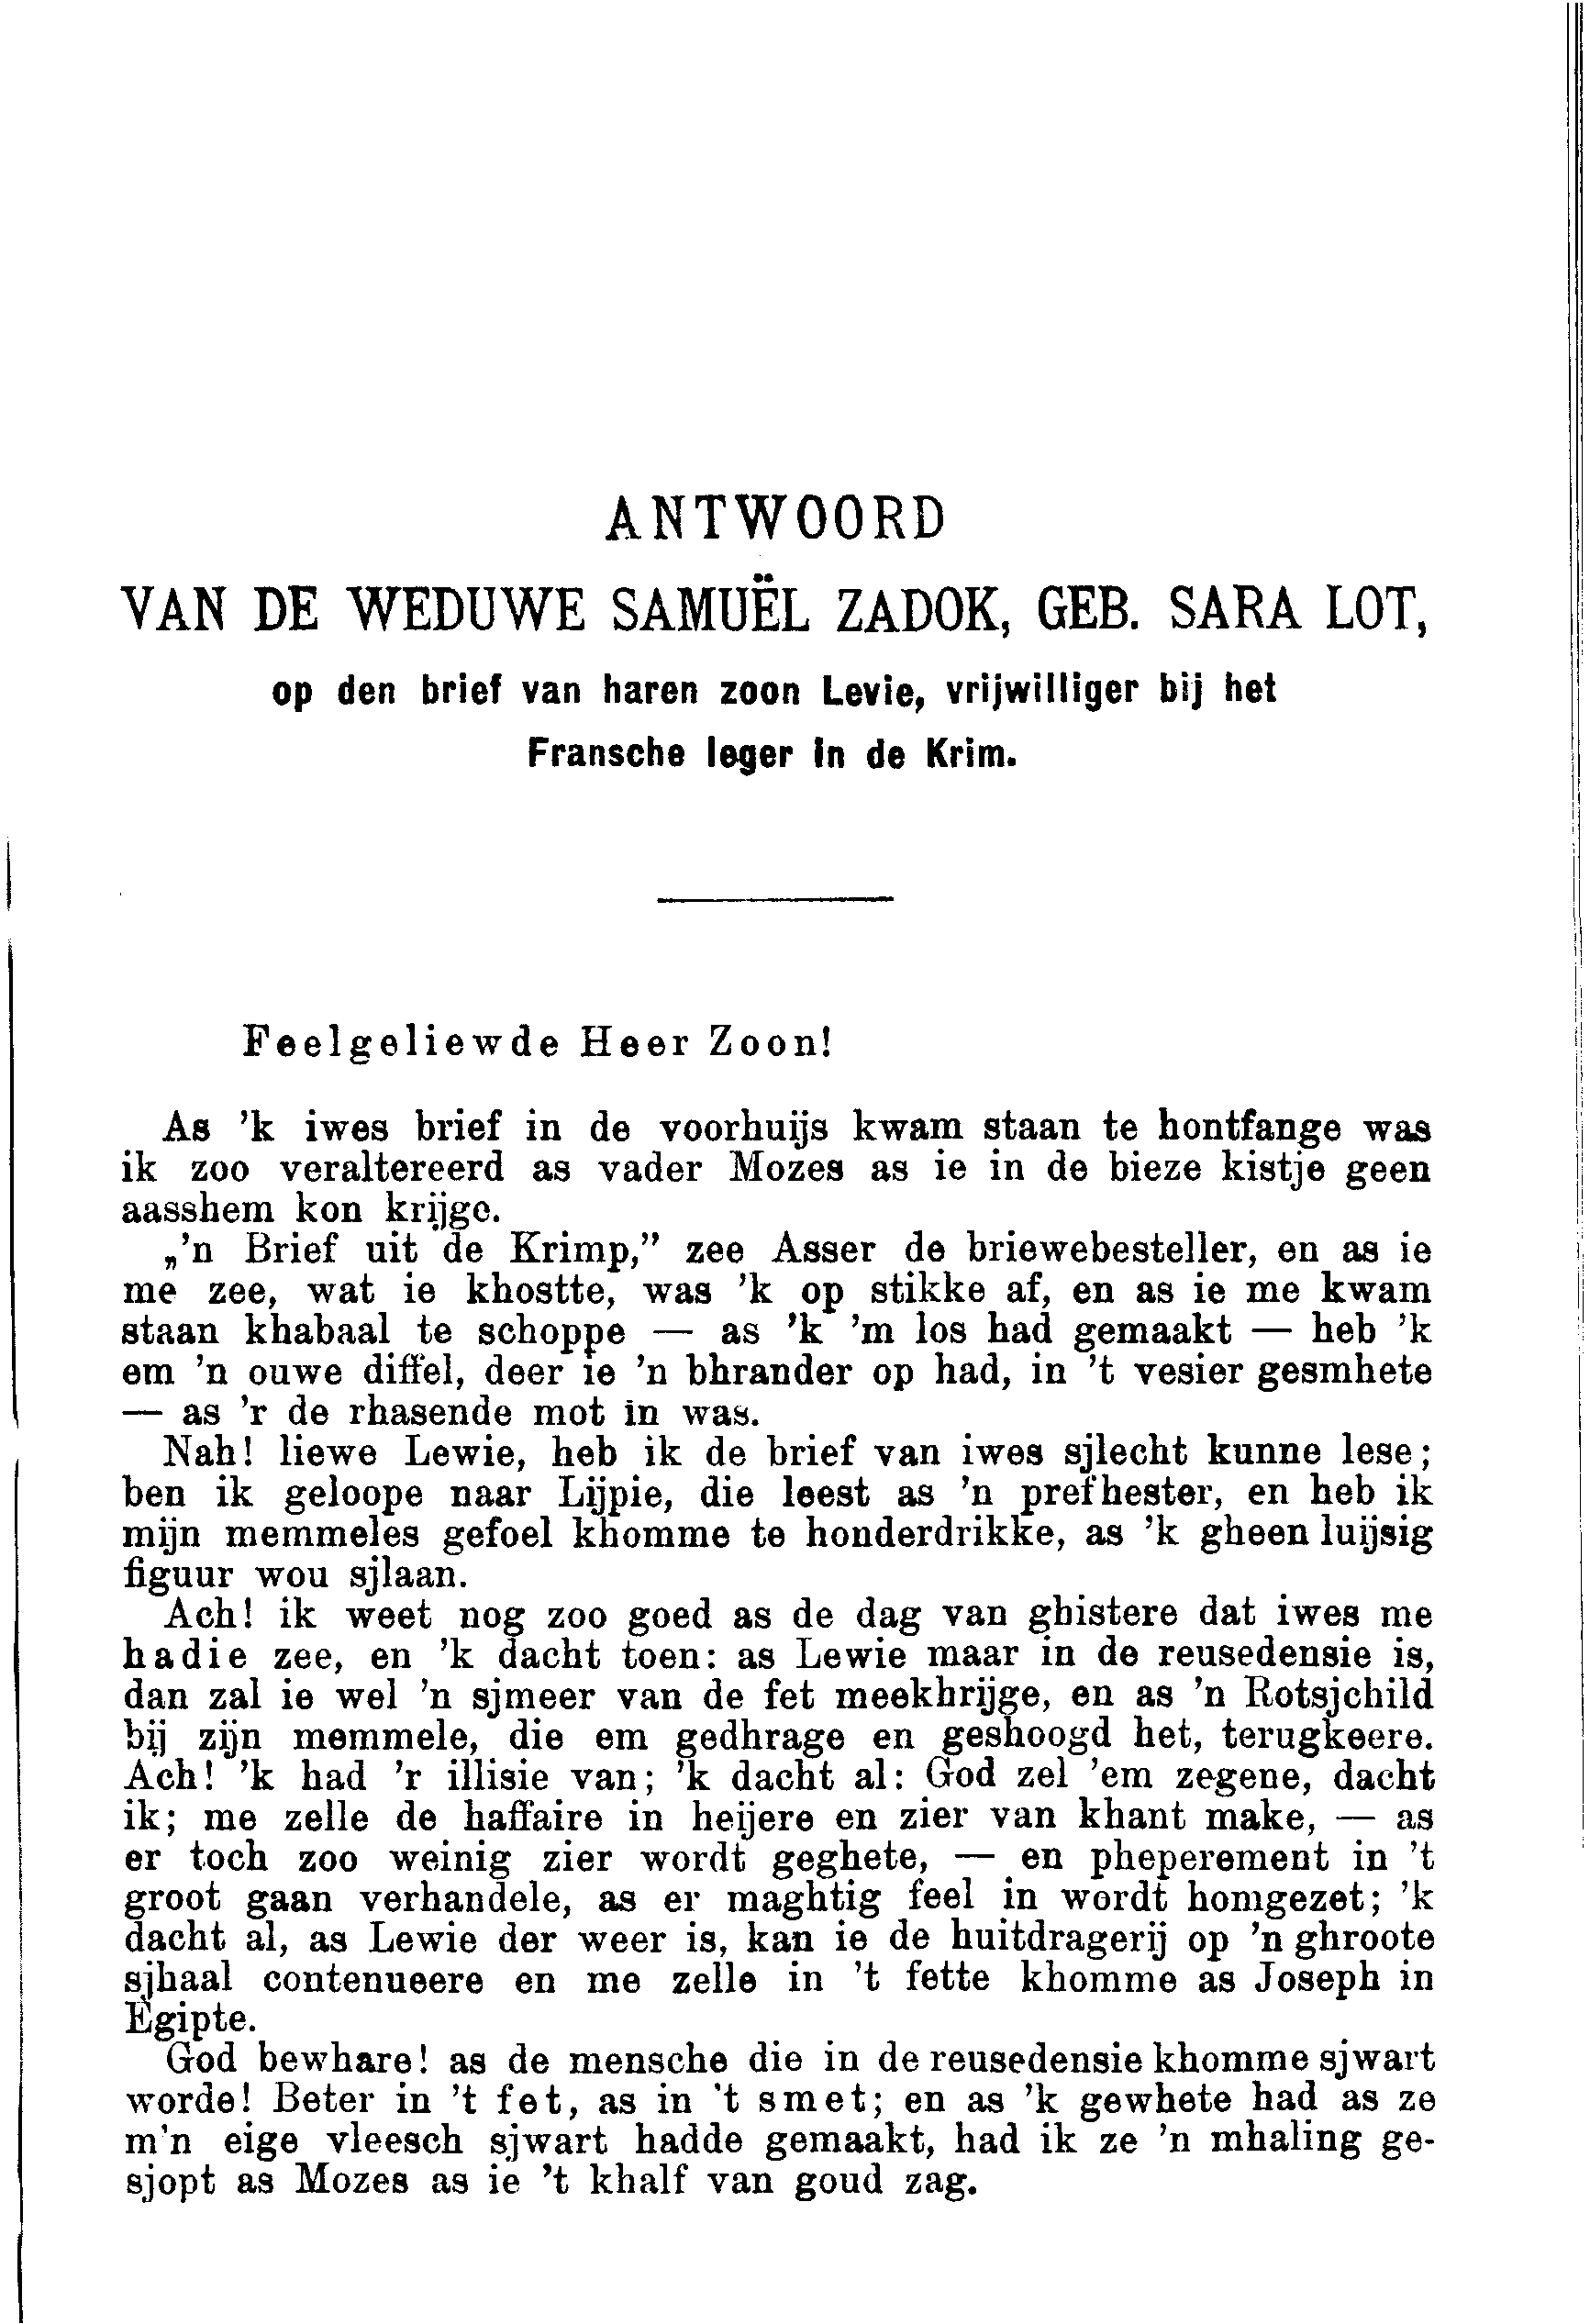 ANTWOORD
VAN DE WEDUWE SAMUËL ZADOK, GEB. SARA LOT,
op den brief van haren zoon Levie, vrijwilliger bij het
Fransche leger in de Krim.
Feelgeliewde Heer Zoon!
As 'k iwes brief in de voorhuijs kwam staan te hontfange was
ik zoo veraltereerd as vader Mozes as ie in de bieze kistje geen
aasshem kon krijge.
„'n Brief uit de Krimp,” zee Asser de briewebesteller, en as ie
me zee, wat ie khostte, was 'k op stikke af, en as ie me kwam
staan khabaal te schoppe — as 'k 'm los had gemaakt — heb 'k
em 'n ouwe diffel, deer ie 'n bhrander op had, in 't vesier gesmhete
— as 'r de rhasende mot in was.
Nah! liewe Lewie, heb ik de brief van iwes sjlecht kunne lese;
ben ik geloope naar Lijpie, die leest as 'n prefhester, en heb ik
mijn memmeles gefoel khomme te honderdrikke, as 'k gheen luijsig
figuur wou sjlaan.
Ach! ik weet nog zoo goed as de dag van ghistere dat iwes me
hadie zee, en 'k dacht toen: as Lewie maar in de reusedensie is,
dan zal ie wel 'n sjmeer van de fet meekhrijge, en as 'n Rotsjchild
bij zijn memmele, die em gedhrage en geshoogd het, terugkeere.
Ach! 'k had 'r illisie van; 'k dacht al: God zel 'em zegene, dacht
ik; me zelle de haffaire in heijere en zier van khant make, — as
er toch zoo weinig zier wordt geghete, — en pheperement in 't
groot gaan verhandele, as er maghtig feel in wordt homgezet; 'k
dacht al, as Lewie der weer is, kan ie de huitdragerij op 'n ghroote
sjhaal contenueere en me zelle in 't fette khomme as Joseph in
Egipte.
God bewhare! as de mensche die in de reusedensie khomme sjwart
worde! Beter in 't fet, as in 't smet; en as 'k gewhete had as ze
m'n eige vleesch sjwart hadde gemaakt, had ik ze 'n mhaling ge-
sjopt as Mozes as ie 't khalf van goud zag.